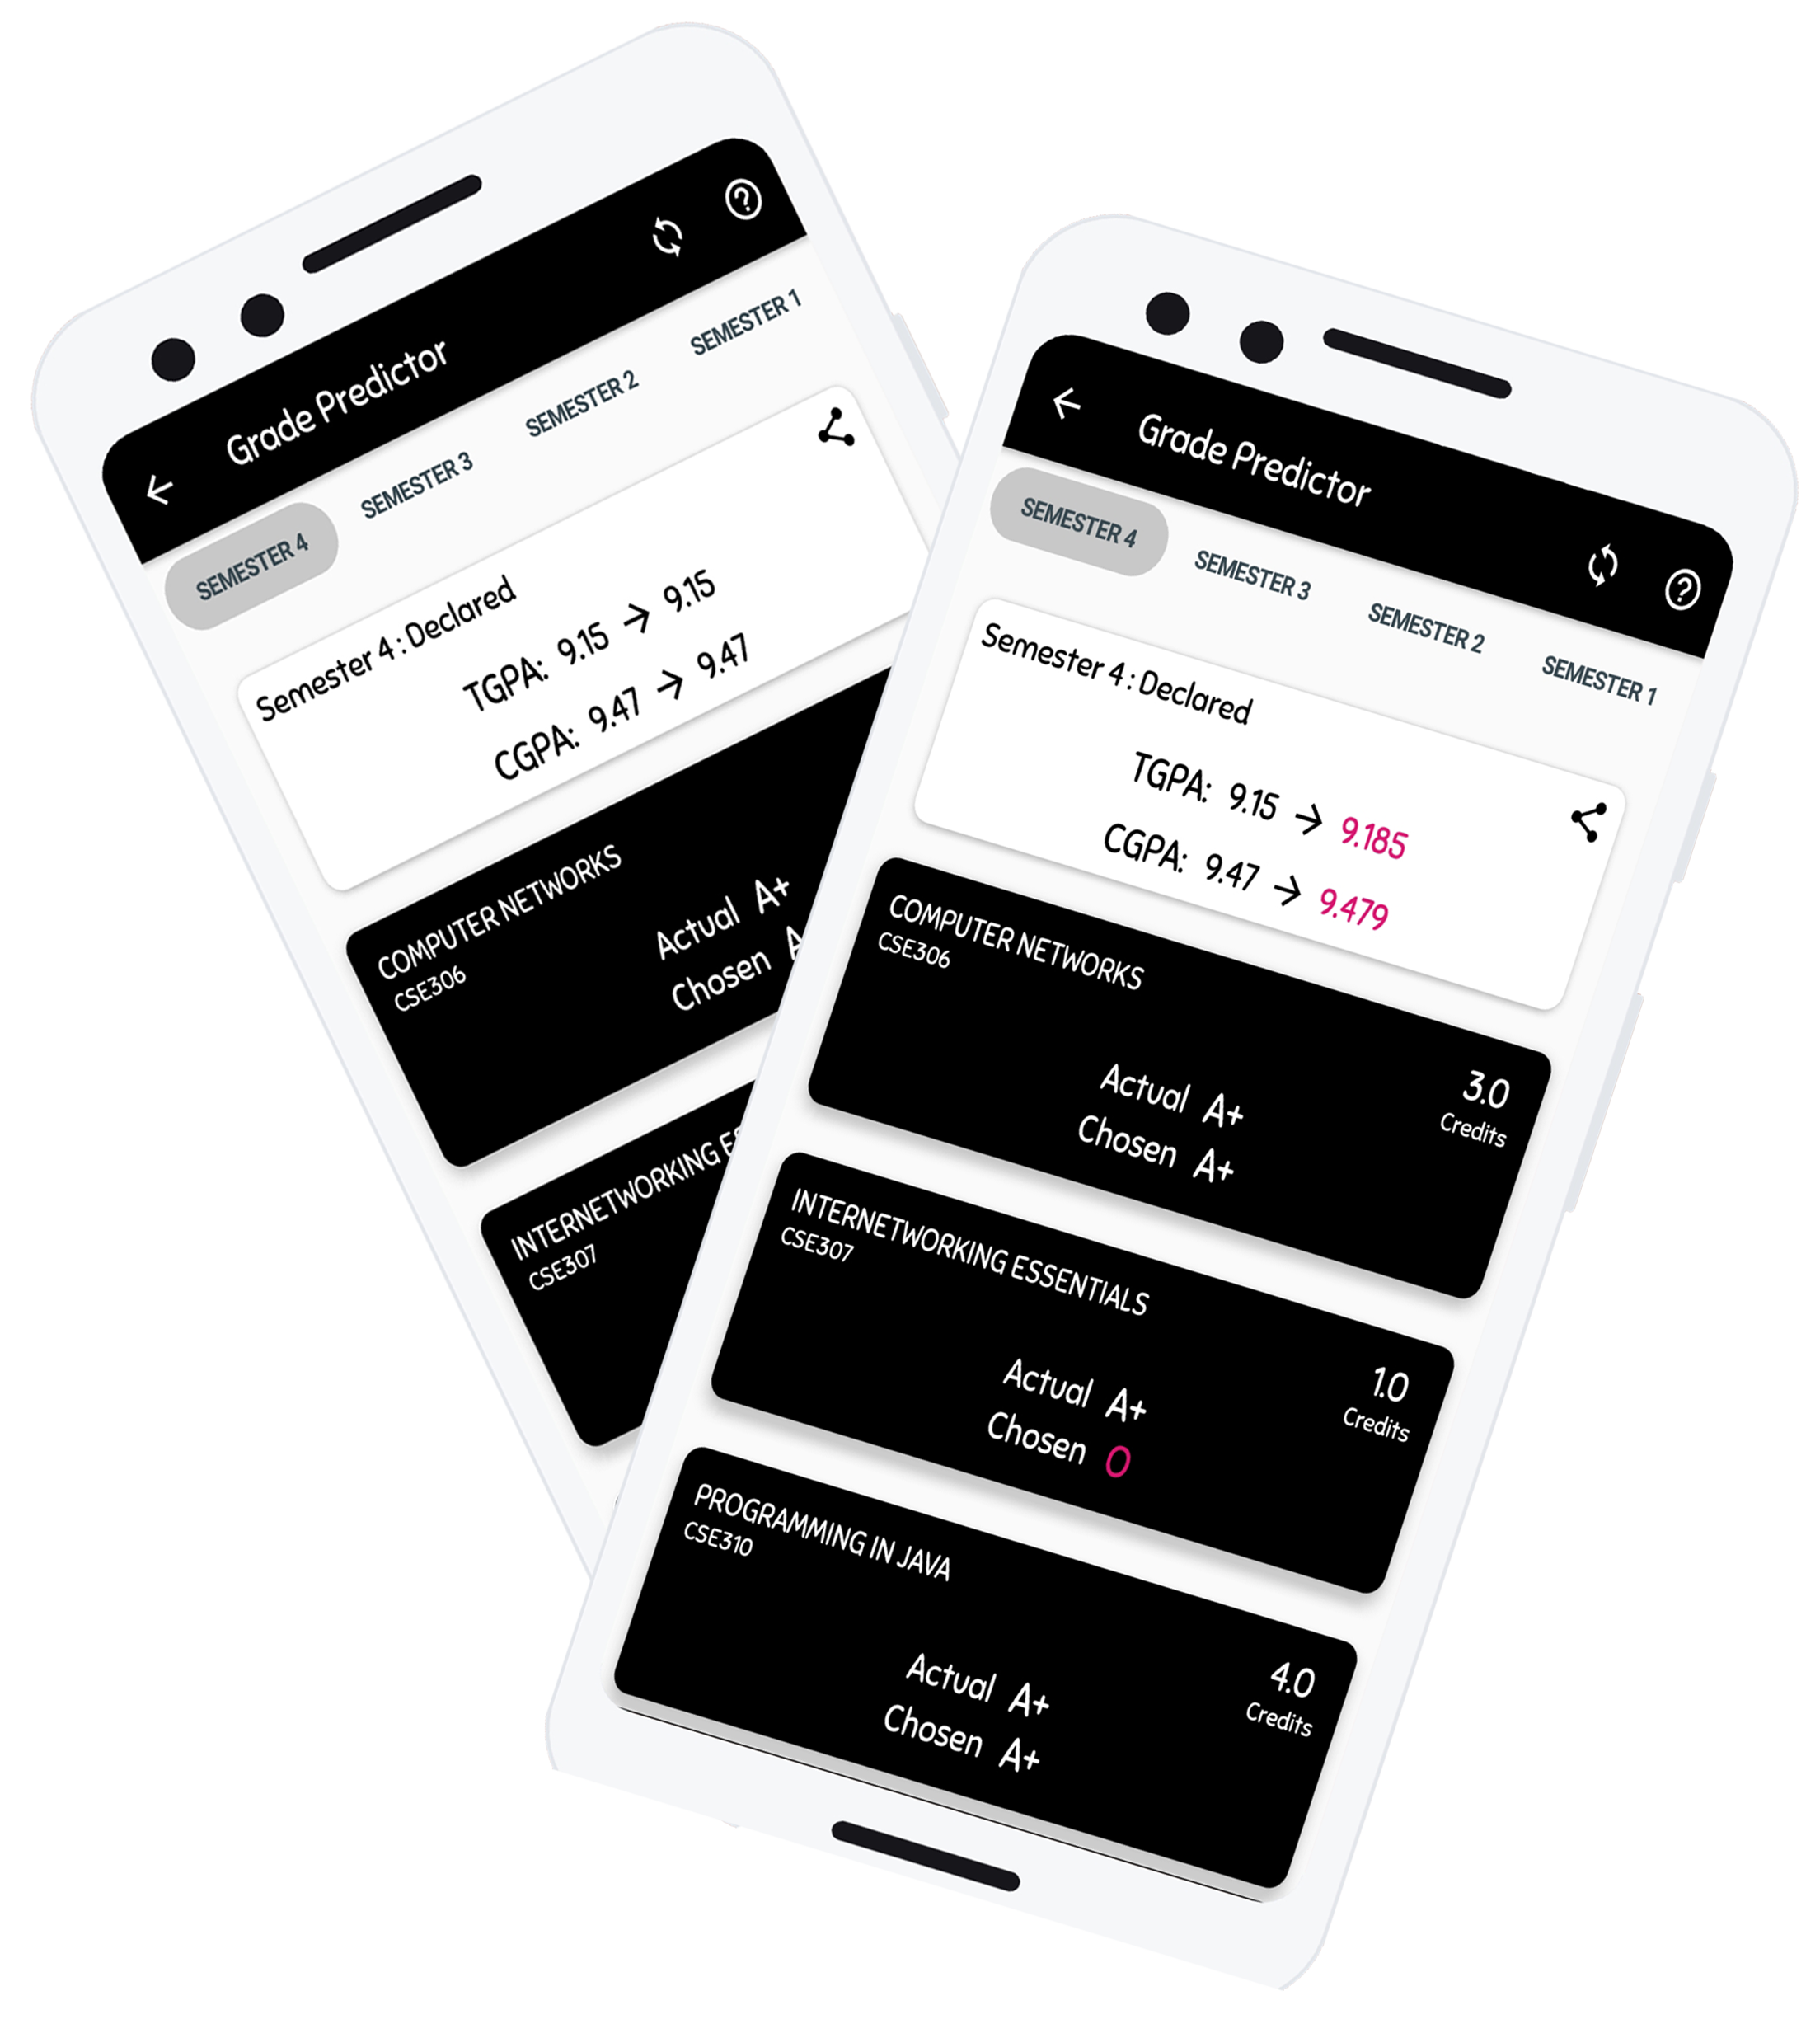 Grade Predictor
SEMESTER 4 SEMESTER 3 SEMESTER 2 SEMESTER 1
Semester 4 : Declared
TGPA: 9.15 → 9.15
CGPA: 9.47 → 9.47
COMPUTER NETWORKS
CSE306
Actual A+
Chosen
INTERNETWORKING
CSE307
Grade Predictor
SEMESTER 4 SEMESTER 3 SEMESTER 2 SEMESTER 1
Semester 4 : Declared
TGPA: 9.15 → 9.185
CGPA: 9.47 → 9.479
COMPUTER NETWORKS
CSE306
3.0
Credits
Actual A+
Chosen A+
INTERNETWORKING ESSENTIALS
CSE307
1.0
Credits
Actual A+
Chosen O
PROGRAMMING IN JAVA
CSE310
4.0
Credits
Actual A+
Chosen A+